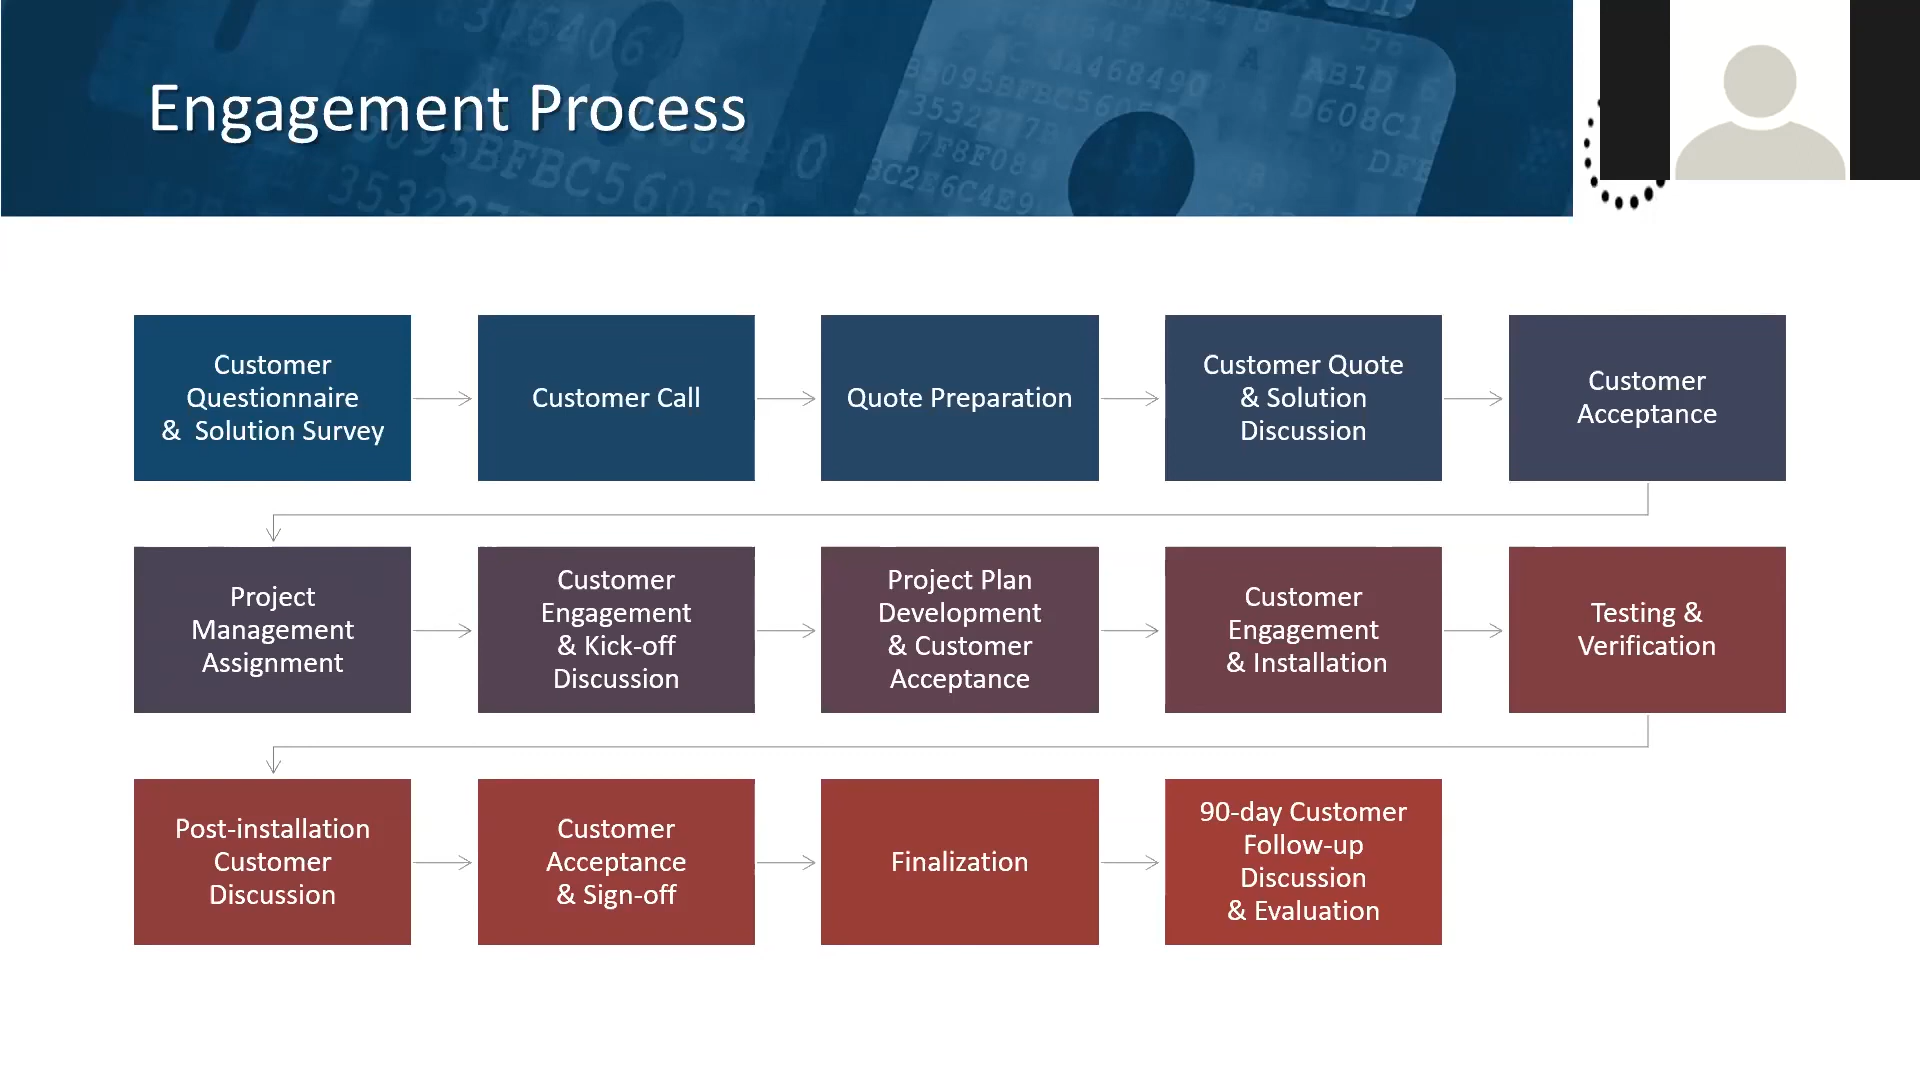 Engagement Process
Customer
Questionnaire
& Solution Survey
Customer Call
Quote Preparation
Customer Quote
& Solution
Discussion
Customer
Acceptance
Project
Management
Assignment
Customer
Engagement
& Kick-off
Discussion
Project Plan
Development
& Customer
Acceptance
Customer
Engagement
& Installation
Testing &
Verification
Post-installation
Customer
Discussion
Customer
Acceptance
& Sign-off
Finalization
90-day Customer
Follow-up
Discussion
& Evaluation